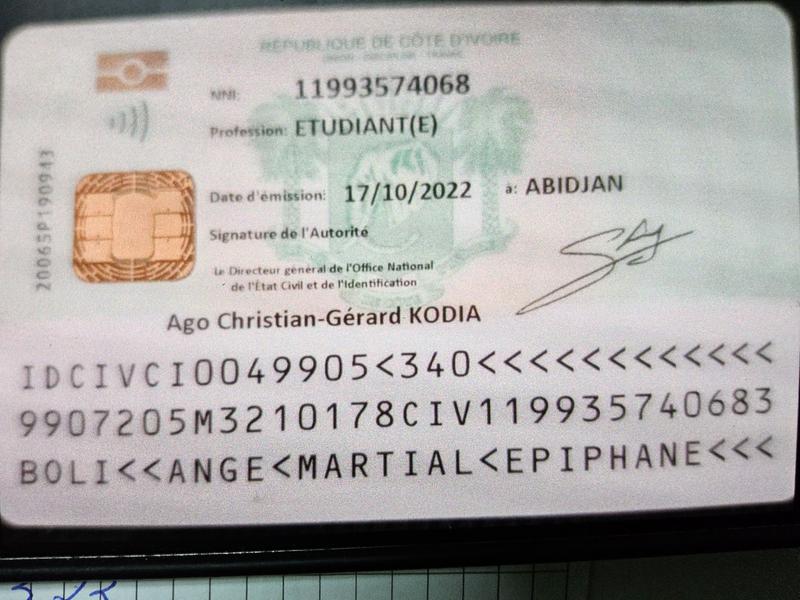 RÉPUBLIQUE DE CÔTE D'IVOIRE
NNI: 11993574068
Profession: ETUDIANT(E)
Date d'émission: 17/10/2022 à: ABIDJAN
Signature de l'Autorité
Le Directeur général de l'Office National
de l'État Civil et de l'Identification
Ago Christian-Gérard KODIA
20065P190943
IDCIVCI0049905<340<<<<<<<<<<<<
9907205M3210178CIV119935740683
BOLI<<ANGE<MARTIAL<EPIPHANE<<<